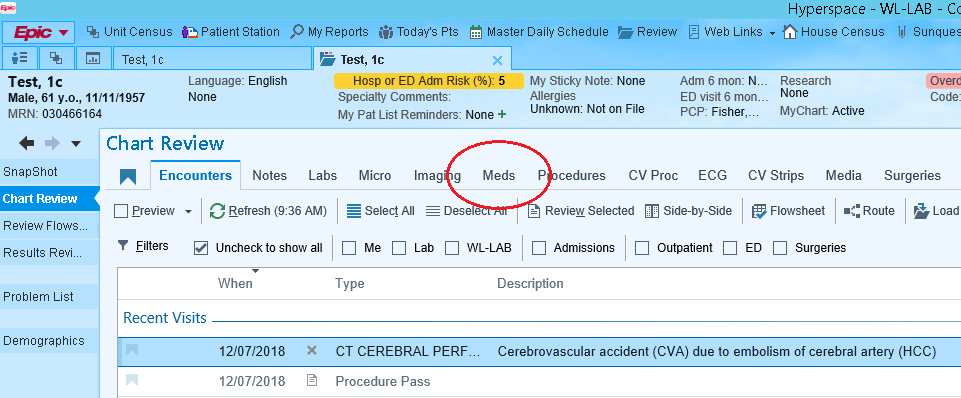 Epic Hyperspace - WL-LAB - Co
Epic Unit Census Patient Station My Reports Today's Pts Master Daily Schedule Review Web Links House Census Sunques
Test, 1c Test, 1c
Test, 1c Language: English Hosp or ED Adm Risk (%): 5 My Sticky Note: None Adm 6 mon: N... Research Overd
Male, 61 y.o., 11/11/1957 None Specialty Comments: Allergies ED visit 6 mon... None Code:
MRN: 030466164 My Pat List Reminders: None + Unknown: Not on File PCP: Fisher,... MyChart: Active
Chart Review
SnapShot
Chart Review
Review Flows...
Results Revi...
Problem List
Demographics
Encounters Notes Labs Micro Imaging Meds Procedures CV Proc ECG CV Strips Media Surgeries
Preview Refresh (9:36 AM) Select All Deselect All Review Selected Side-by-Side Flowsheet Route Load
Filters Uncheck to show all Me Lab WL-LAB Admissions Outpatient ED Surgeries
When Type Description
Recent Visits
12/07/2018 CT CEREBRAL PERF... Cerebrovascular accident (CVA) due to embolism of cerebral artery (HCC)
12/07/2018 Procedure Pass